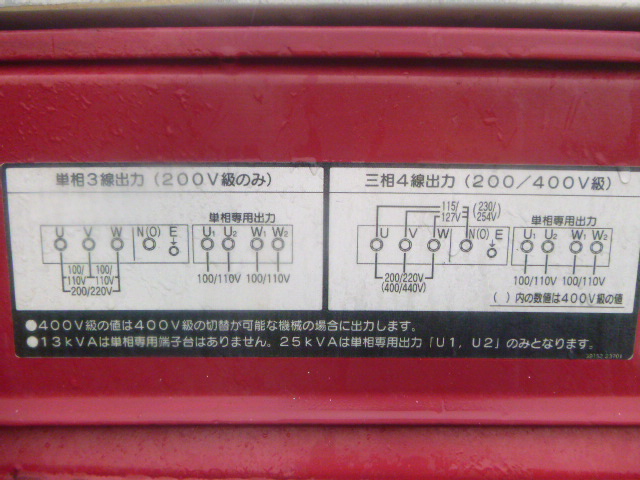 単相3線出力(200V級のみ)
単相専用出力
U V W N(O) E U1 U2 W1 W2
100/ 100/
110V 110V
200/220V
100/110V 100/110V
三相4線出力(200/400V級)
115/ (230/
127V 254V)
単相専用出力
U V W N(O) E U1 U2 W1 W2
200/220V
(400/440V)
100/110V 100/110V
( )内の数値は400V級の値
●400V級の値は400V級の切替が可能な機械の場合に出力します。
●13kVAは単相専用端子台はありません。25kVAは単相専用出力「U1, U2」のみとなります。